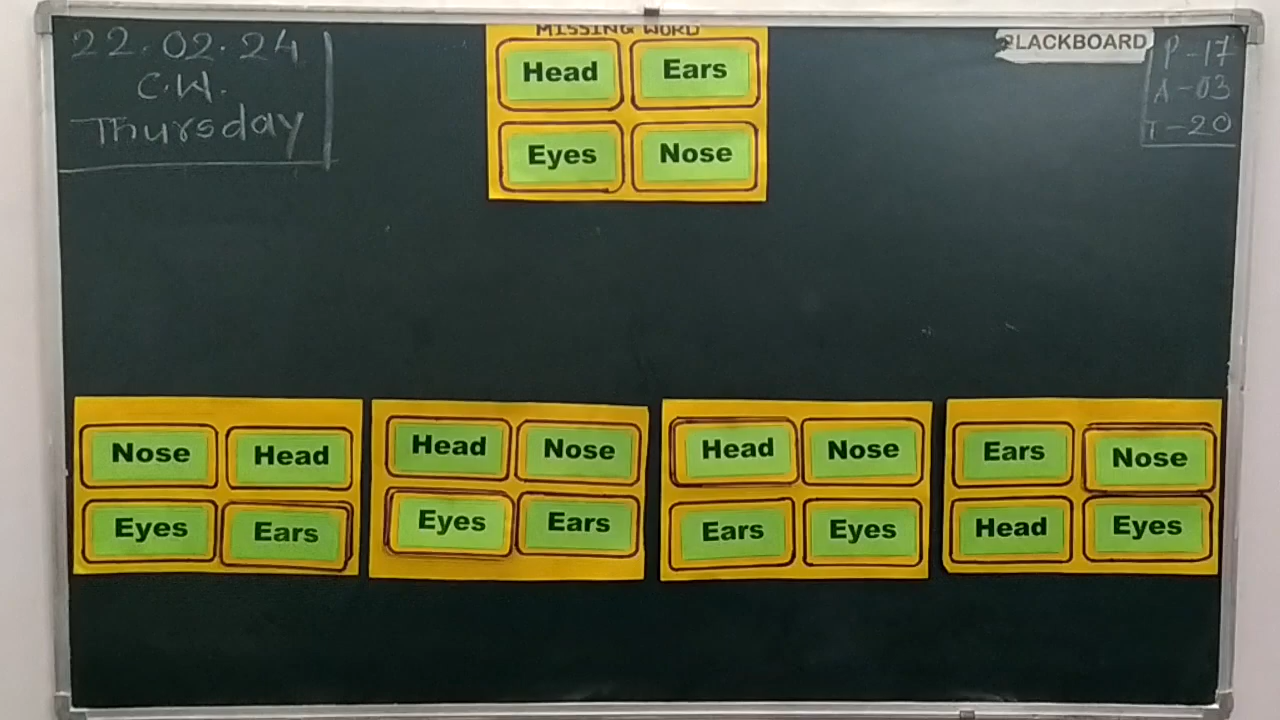 22.02.24
C.W.
Thursday
MISSING WORD
Head Ears
Eyes Nose
BLACKBOARD
P-17
A-03
T-20
Nose Head
Eyes Ears
Head Nose
Eyes Ears
Head Nose
Ears Eyes
Ears Nose
Head Eyes